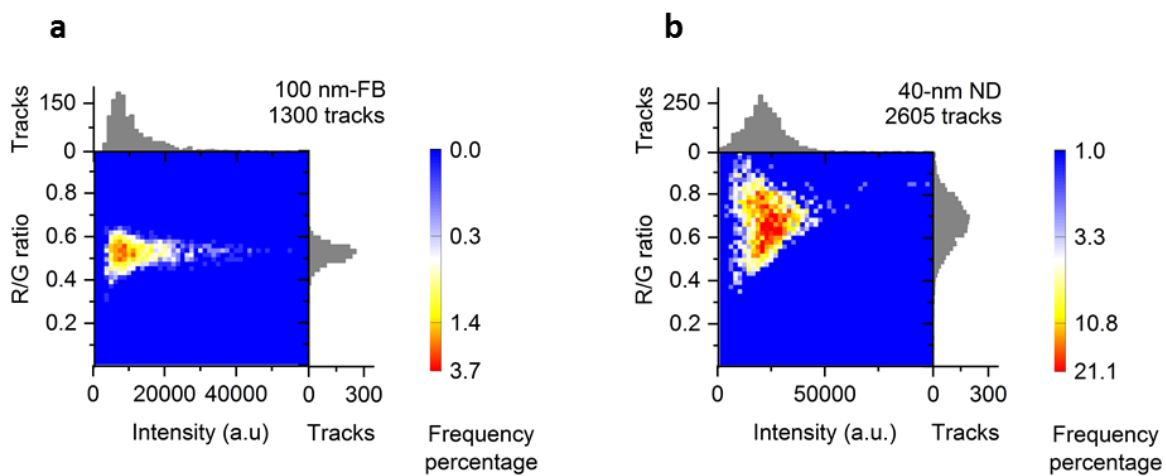 a
Tracks
150
0
100 nm-FB
1300 tracks
R/G ratio
0.8
0.6
0.4
0.2
0
20000
40000
0
300
Intensity (a.u)
Tracks
0.0
0.3
1.4
3.7
Frequency
percentage
b
Tracks
250
0
40-nm ND
2605 tracks
R/G ratio
0.8
0.6
0.4
0.2
0
50000
0
300
Intensity (a.u.)
Tracks
1.0
3.3
10.8
21.1
Frequency
percentage